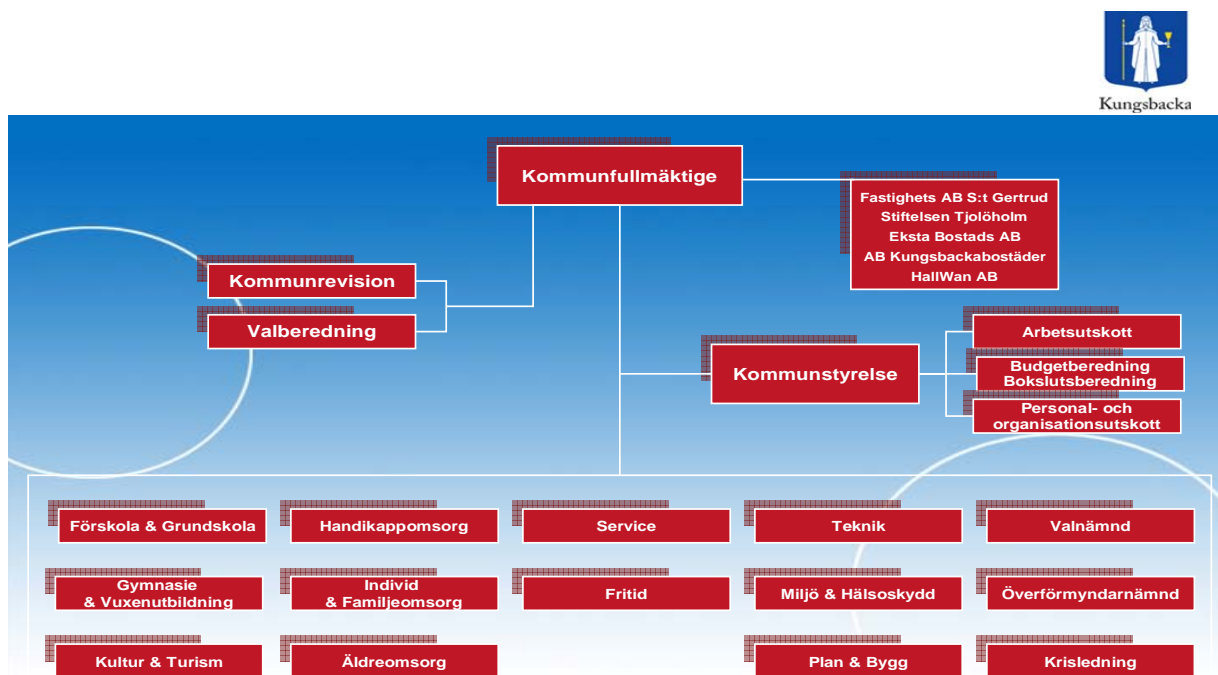 Kungsbacka
Kommunfullmäktige
Fastighets AB S:t Gertrud
Stiftelsen Tjolöholm
Eksta Bostads AB
AB Kungsbackabostäder
HallWan AB
Kommunrevision
Valberedning
Kommunstyrelse
Arbetsutskott
Budgetberedning
Bokslutsberedning
Personal- och
organisationsutskott
Förskola & Grundskola
Handikappomsorg
Service
Teknik
Valnämnd
Gymnasie
& Vuxenutbildning
Individ
& Familjeomsorg
Fritid
Miljö & Hälsoskydd
Överförmyndarnämnd
Kultur & Turism
Äldreomsorg
Plan & Bygg
Krisledning